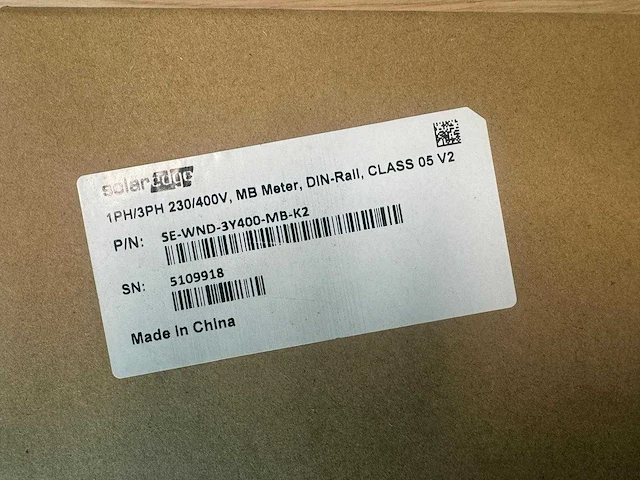 solaredge
1PH/3PH 230/400V, MB Meter, DIN-Rail, CLASS 05 V2
P/N: SE-WND-3Y400-MB-K2
SN: 5109918
Made in China